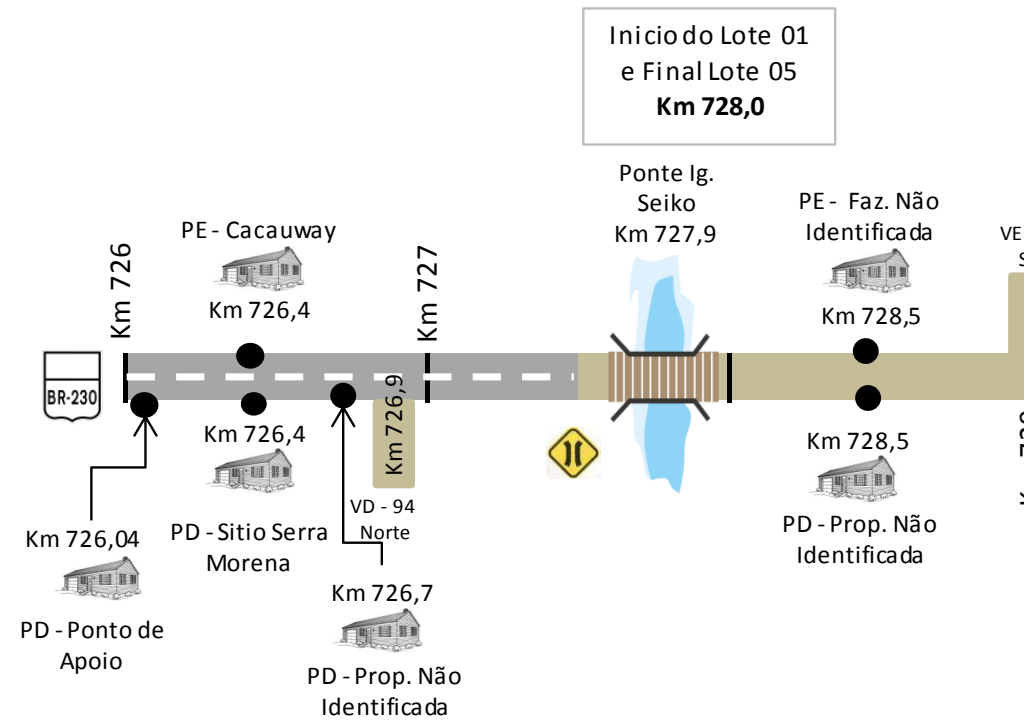 Inicio do Lote 01
e Final Lote 05
Km 728,0
Ponte Ig.
Seiko
Km 727,9
PE - Faz. Não
Identificada
Km 728,5
VE
S
PE - Cacauway
Km 726,4
Km 726
Km 727
BR-230
Km 726,9
Km 726,4
PD - Sitio Serra
Morena
VD - 94
Norte
Km 728,5
PD - Prop. Não
Identificada
Km 726,04
PD - Ponto de
Apoio
Km 726,7
PD - Prop. Não
Identificada